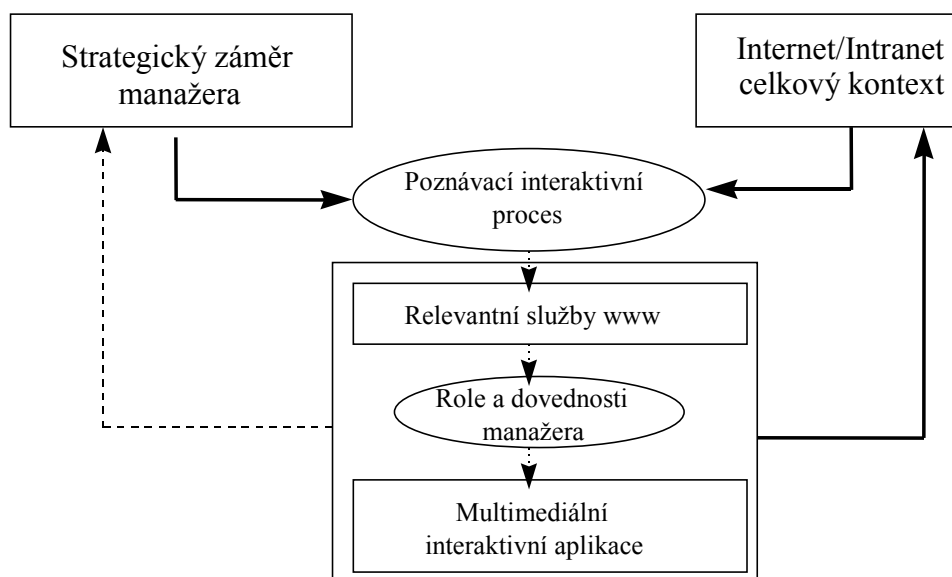 Strategický záměr
manažera
Internet/Intranet
celkový kontext
Poznávací interaktivní
proces
Relevantní služby www
Role a dovednosti
manažera
Multimediální
interaktivní aplikace